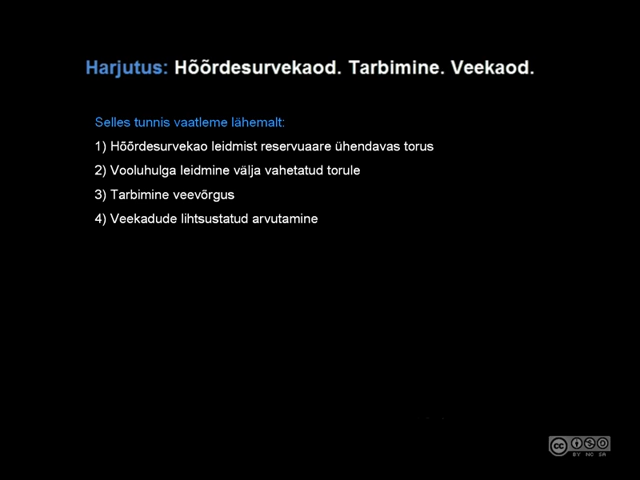 Harjutus: Hõõrdesurvekaod. Tarbimine. Veekaod.
Selles tunnis vaatleme lähemalt:
1) Hõõrdesurvekao leidmist reservuaare ühendavas torus
2) Vooluhulga leidmine välja vahetatud torule
3) Tarbimine veevõrgus
4) Veekadude lihtsustatud arvutamine
cc
BY NC SA